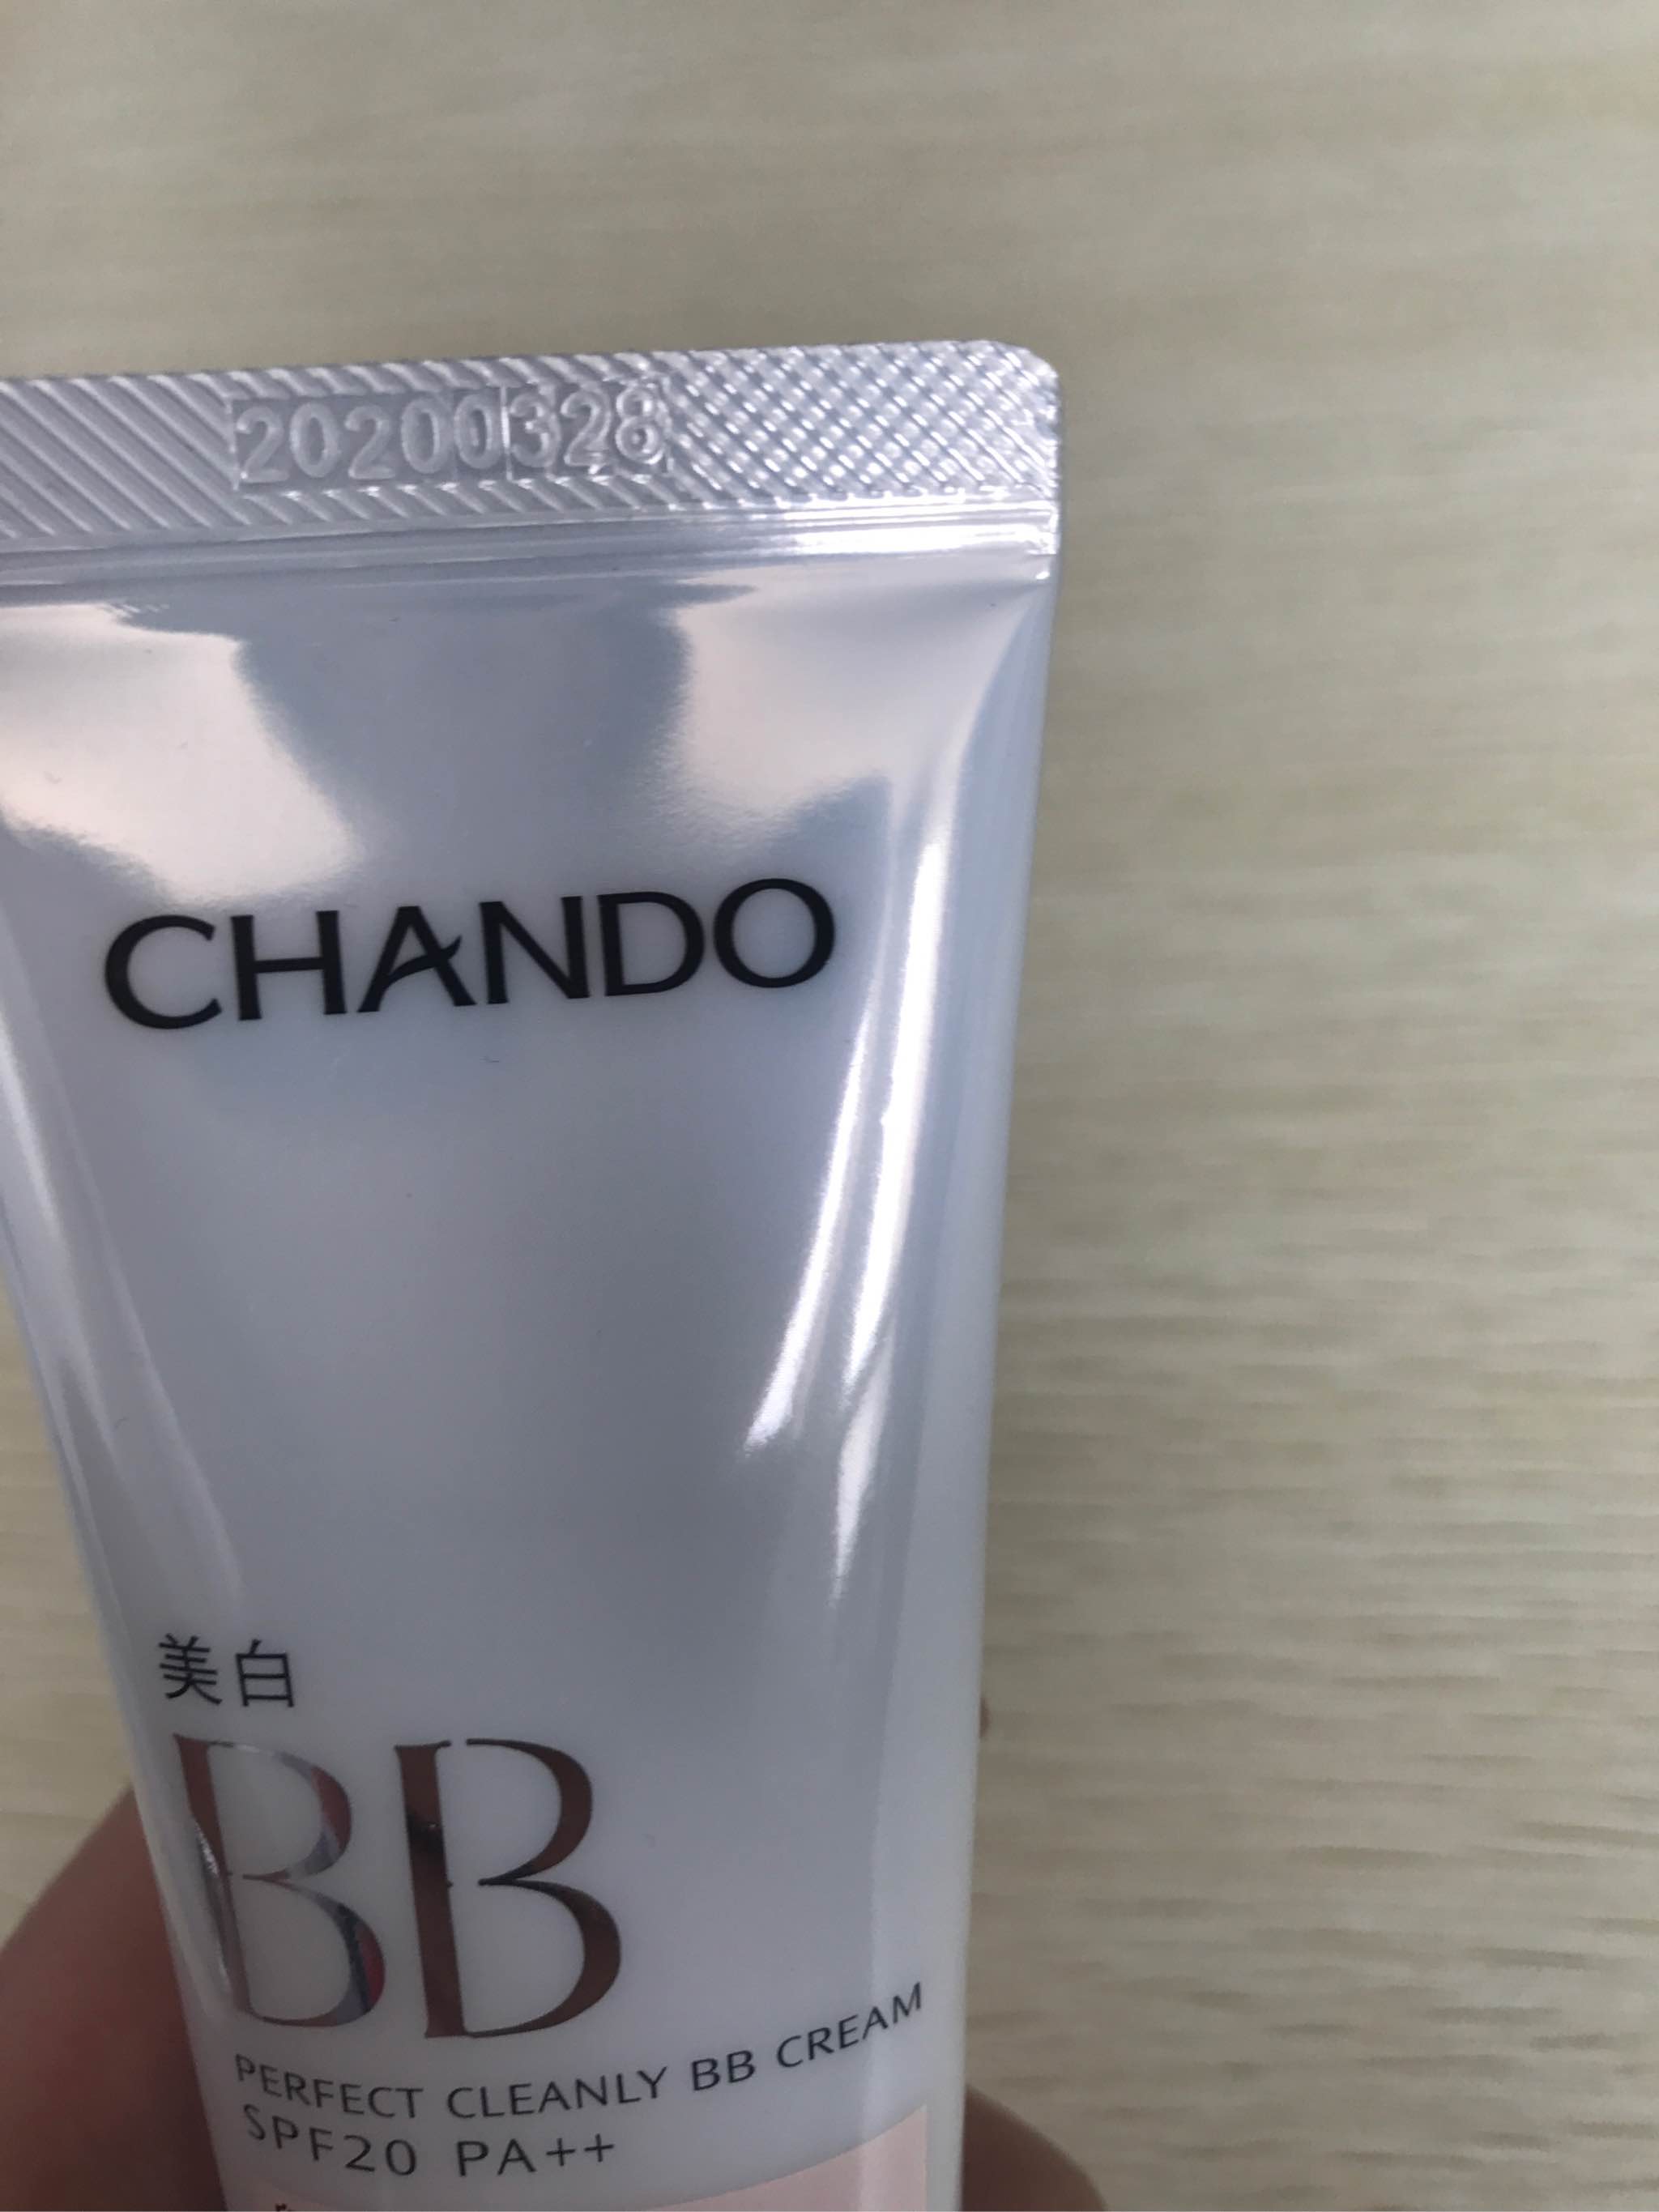 20200328
CHANDO
美白
BB
PERFECT CLEANLY BB CREAM
SPF20 PA++